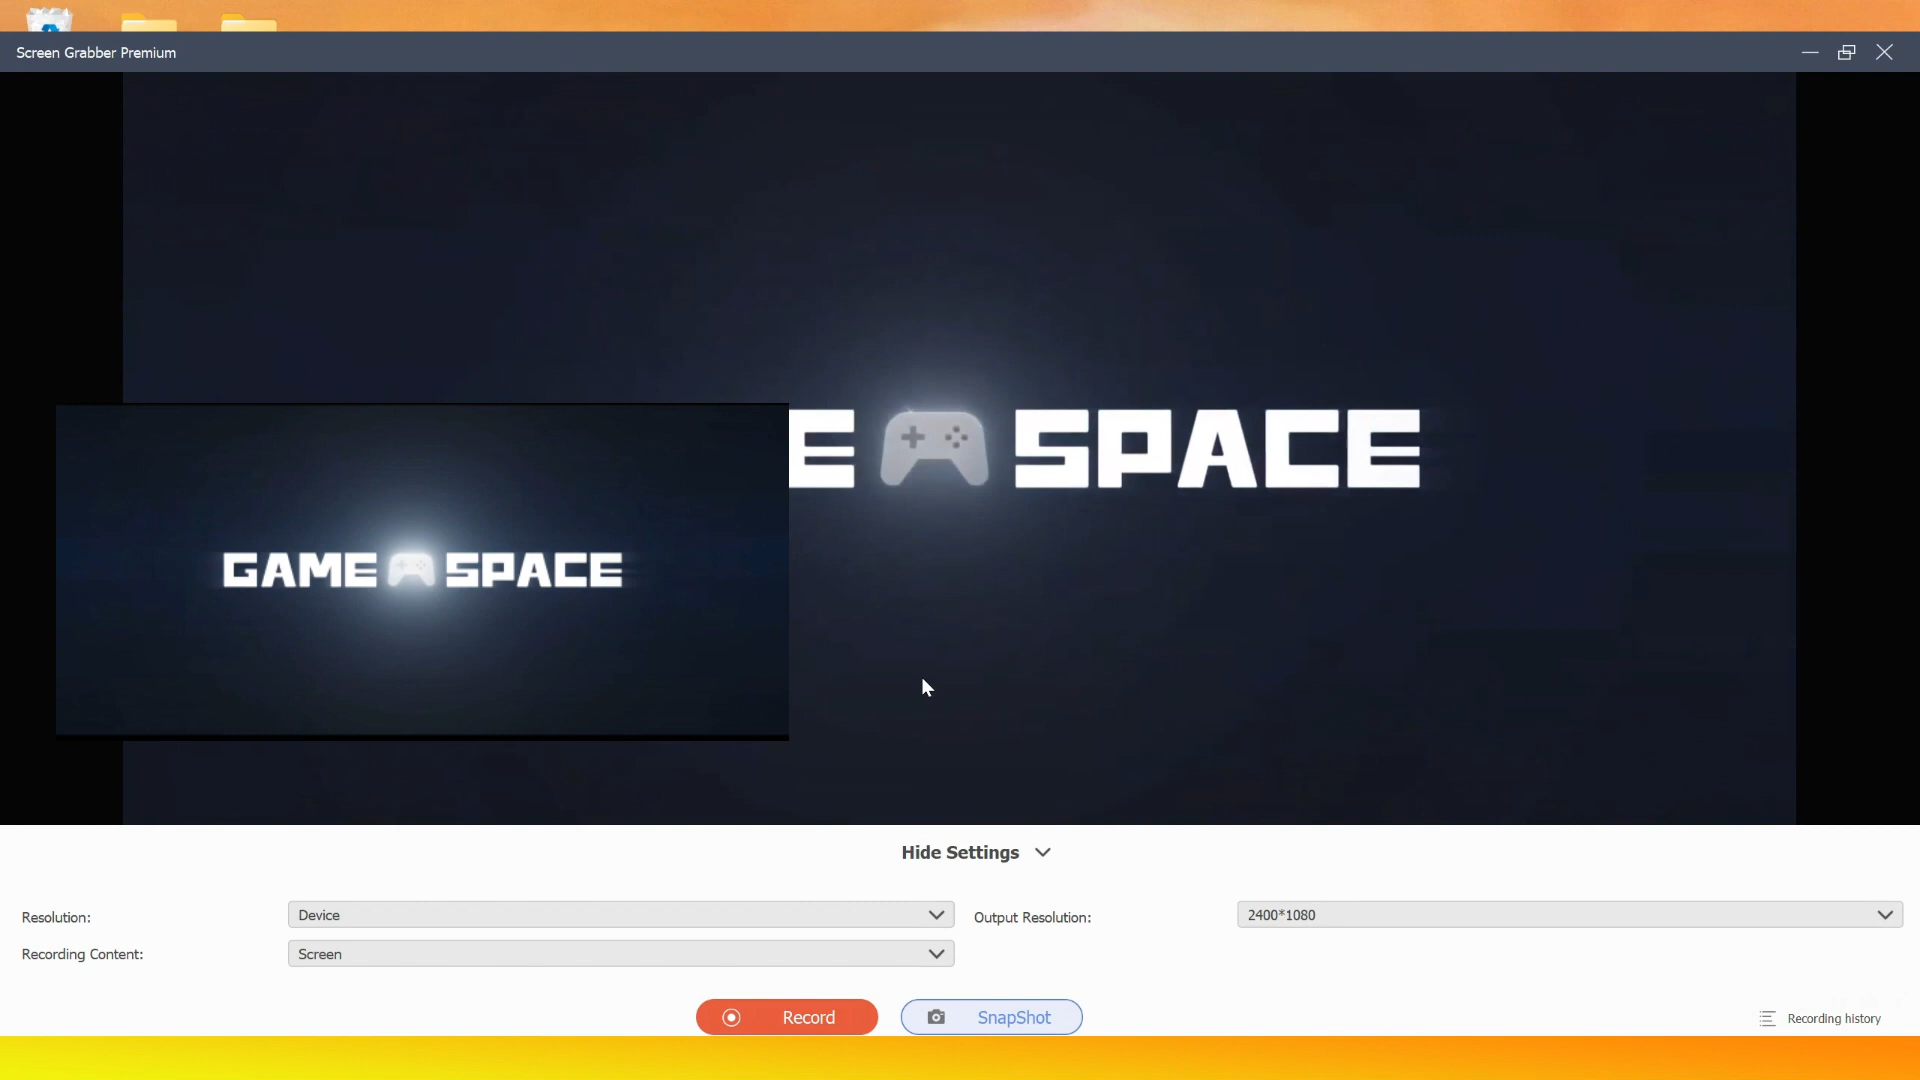 Screen Grabber Premium
E SPACE
GAME SPACE
Hide Settings
Resolution:
Device
Output Resolution:
2400*1080
Recording Content:
Screen
Record
SnapShot
Recording history